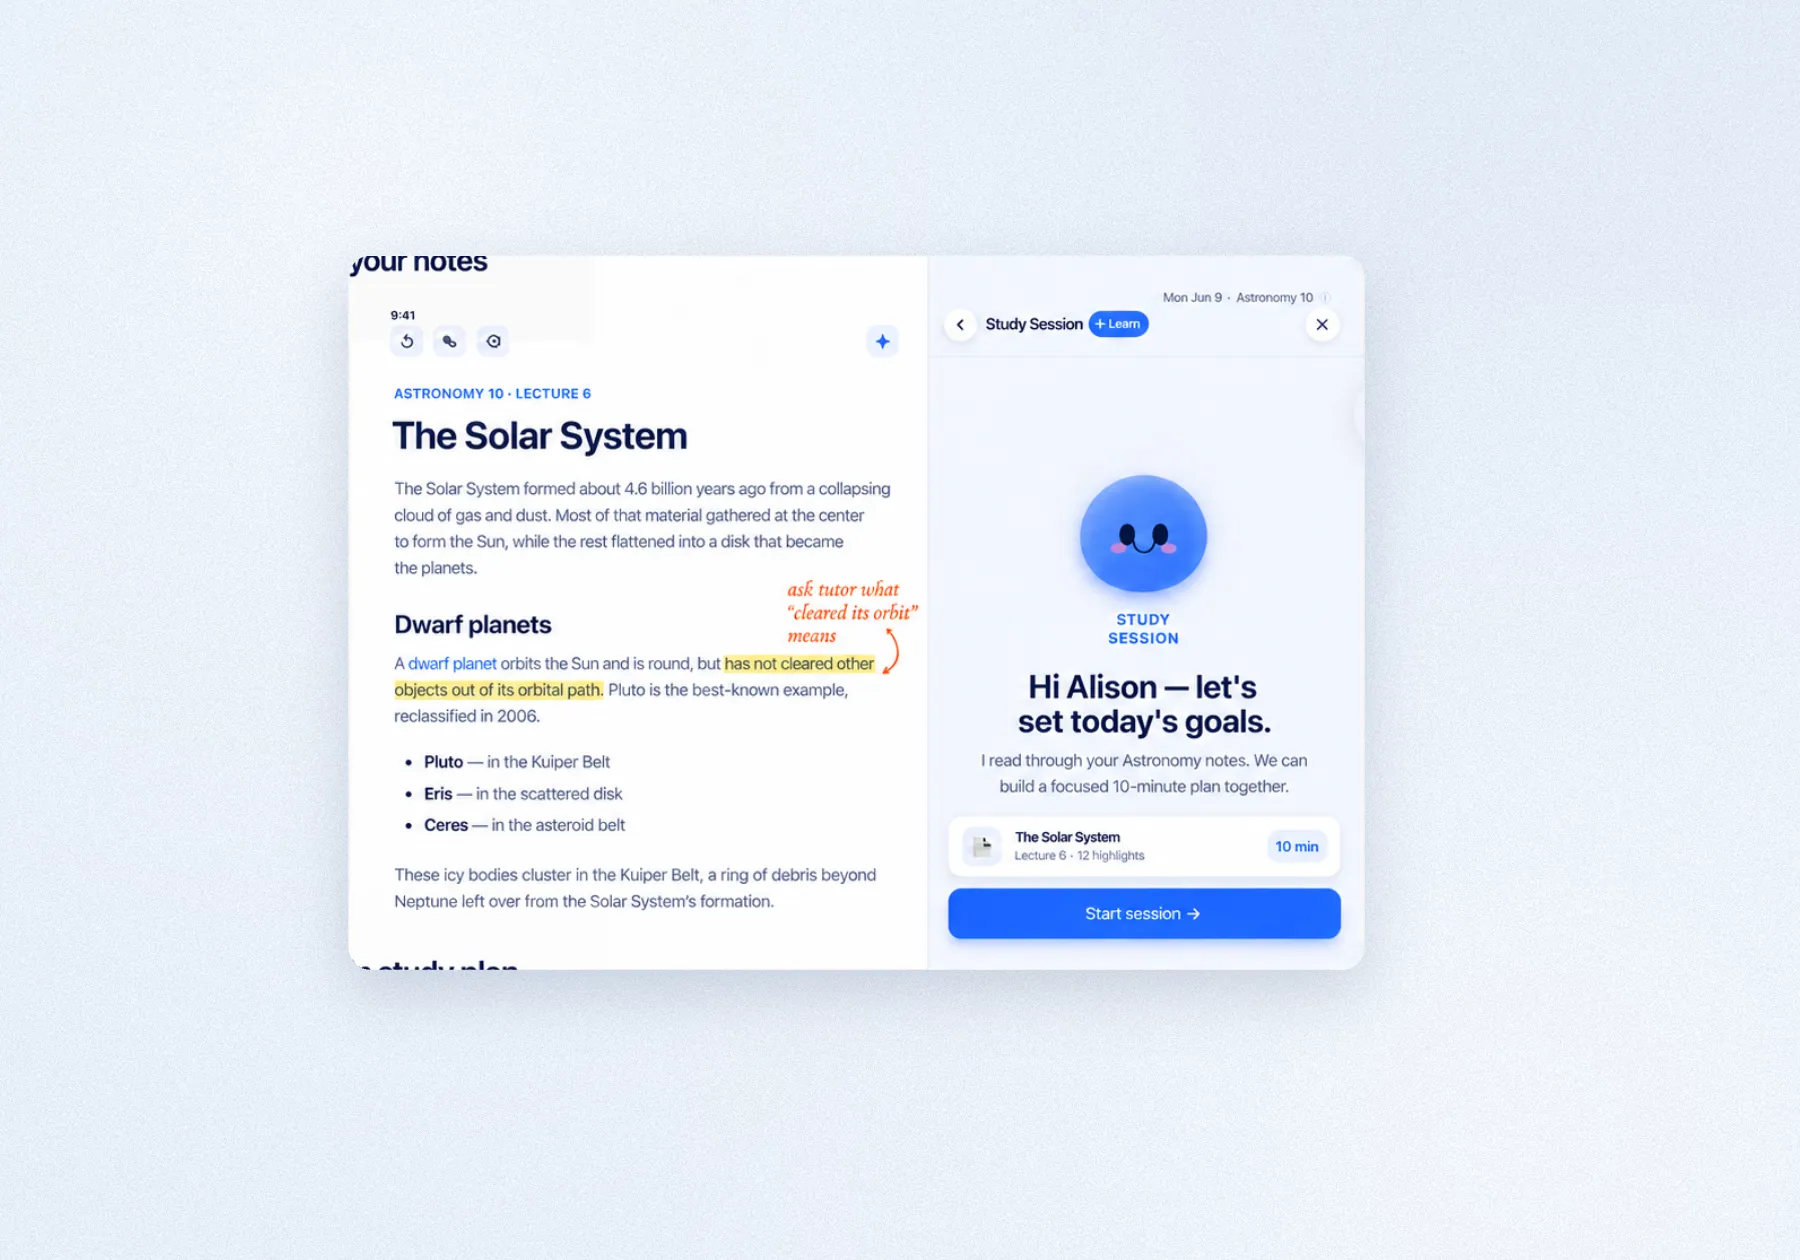 your notes
9:41
ASTRONOMY 10 · LECTURE 6
The Solar System
The Solar System formed about 4.6 billion years ago from a collapsing
cloud of gas and dust. Most of that material gathered at the center
to form the Sun, while the rest flattened into a disk that became
the planets.
ask tutor what
“cleared its orbit”
means
Dwarf planets
A dwarf planet orbits the Sun and is round, but has not cleared other
objects out of its orbital path. Pluto is the best-known example,
reclassified in 2006.
• Pluto — in the Kuiper Belt
• Eris — in the scattered disk
• Ceres — in the asteroid belt
These icy bodies cluster in the Kuiper Belt, a ring of debris beyond
Neptune left over from the Solar System’s formation.
study plan
Mon Jun 9 · Astronomy 10
Study Session + Learn
STUDY
SESSION
Hi Alison — let's
set today's goals.
I read through your Astronomy notes. We can
build a focused 10-minute plan together.
The Solar System
Lecture 6 · 12 highlights
10 min
Start session →